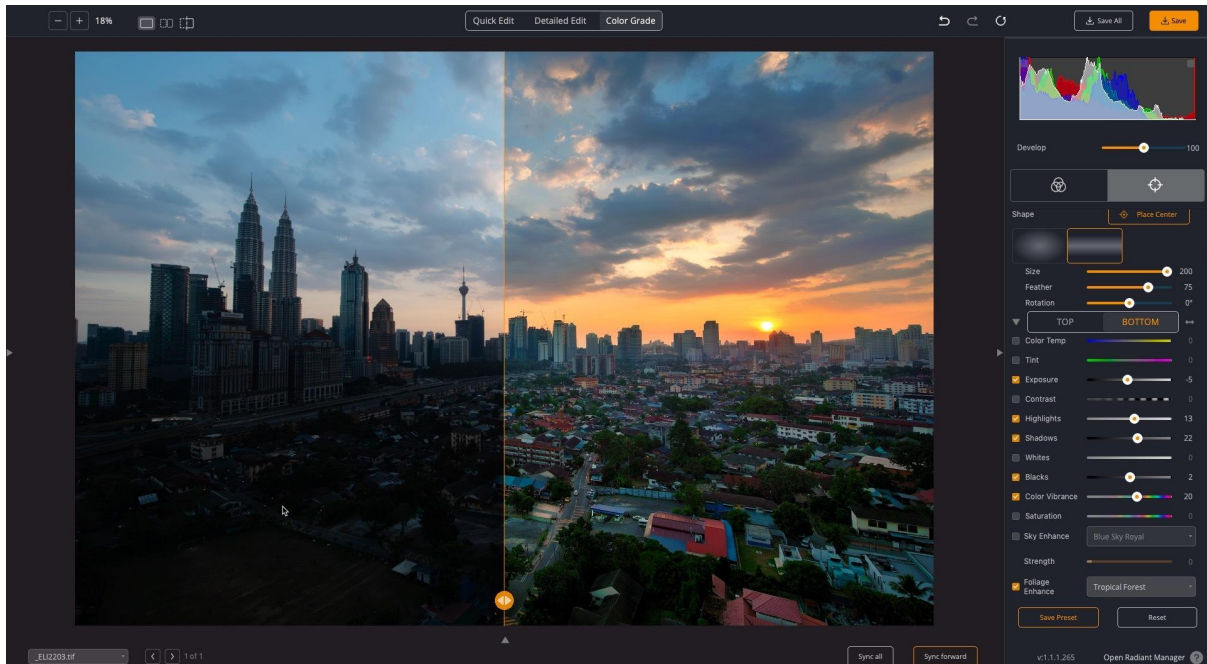 18%
Quick Edit
Detailed Edit
Color Grade
Save All
Save
Develop
100
Shape
Place Center
Size 200
Feather 75
Rotation 0°
TOP
BOTTOM
Color Temp 0
Tint 0
Exposure -5
Contrast 0
Highlights 13
Shadows 22
Whites 0
Blacks 2
Color Vibrance 20
Saturation 0
Sky Enhance Blue Sky Royal
Strength 0
Foliage
Enhance
Tropical Forest
Save Preset
Reset
_ELI2203.tif
1 of 1
Sync all
Sync forward
v:1.1.1.265
Open Radiant Manager
?